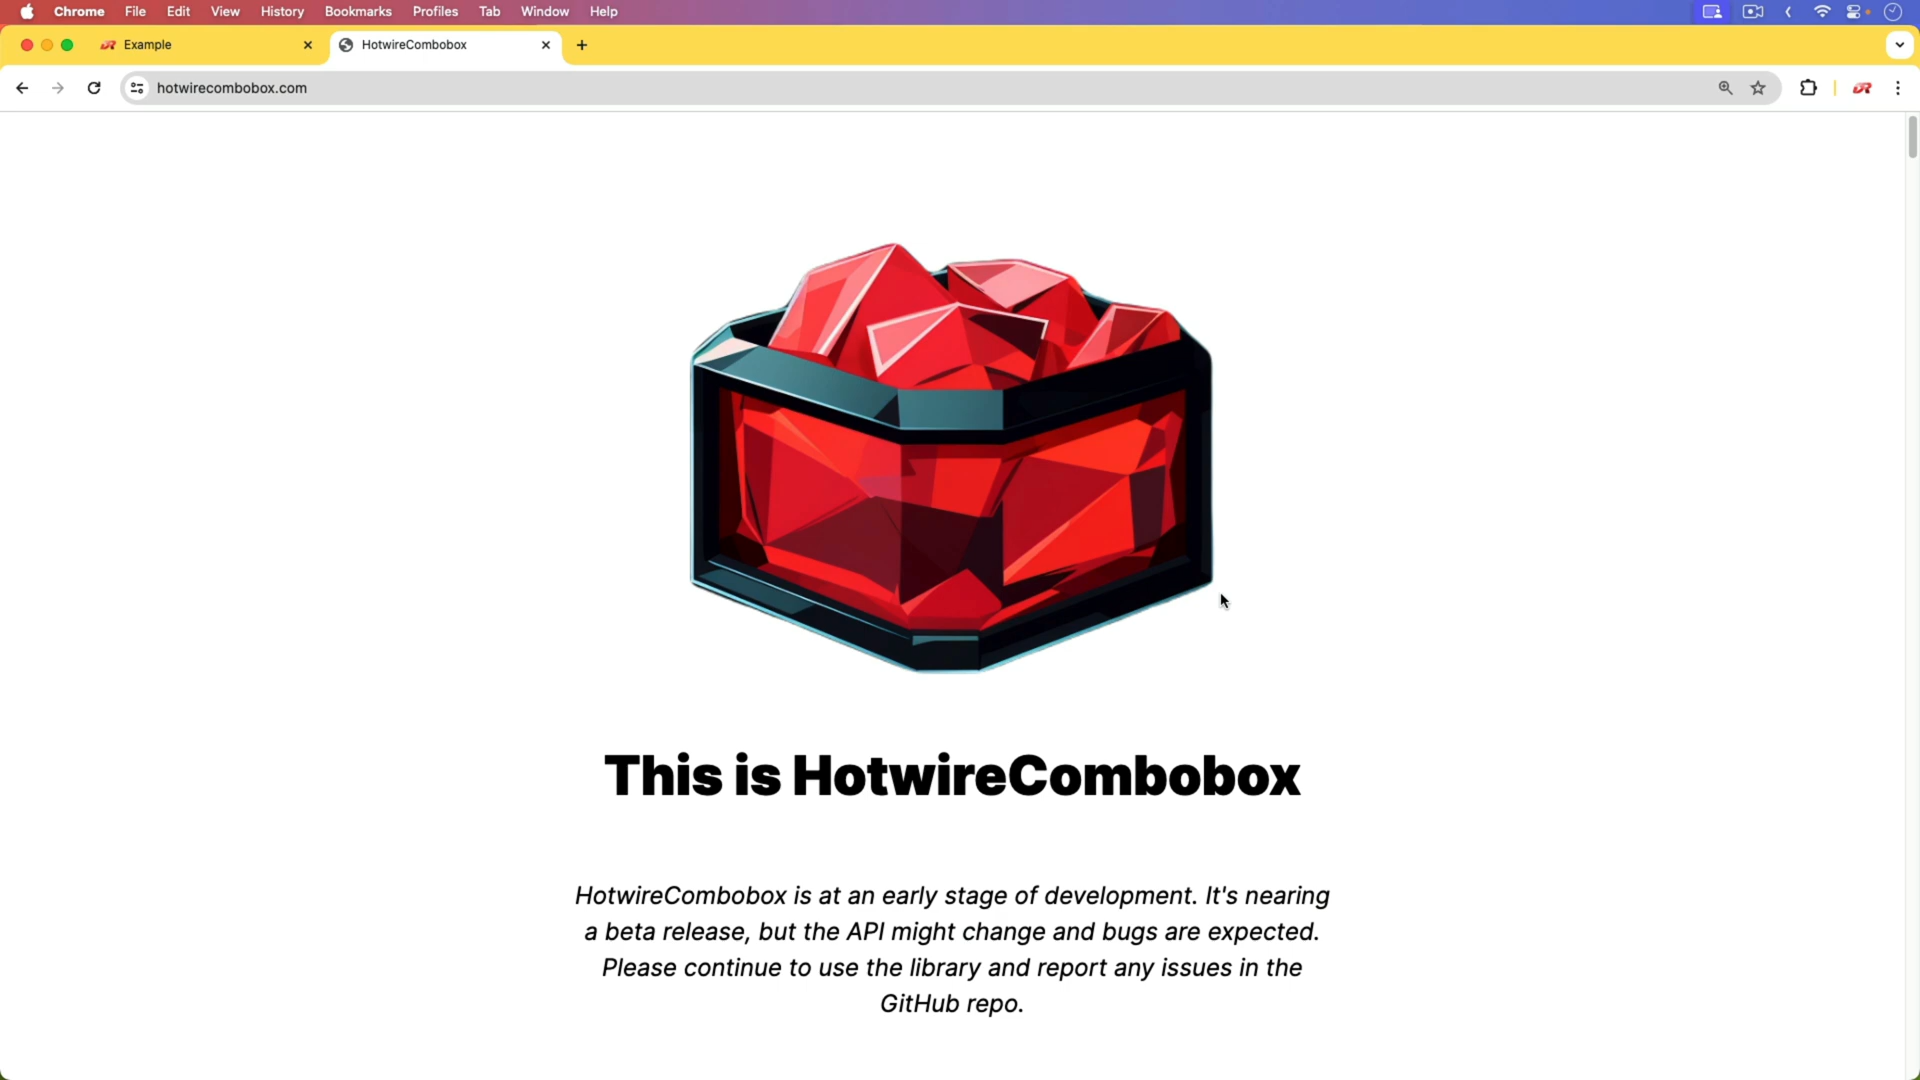 Chrome File Edit View History Bookmarks Profiles Tab Window Help
Example HotwireCombobox
hotwirecombobox.com
This is HotwireCombobox
HotwireCombobox is at an early stage of development. It's nearing
a beta release, but the API might change and bugs are expected.
Please continue to use the library and report any issues in the
GitHub repo.